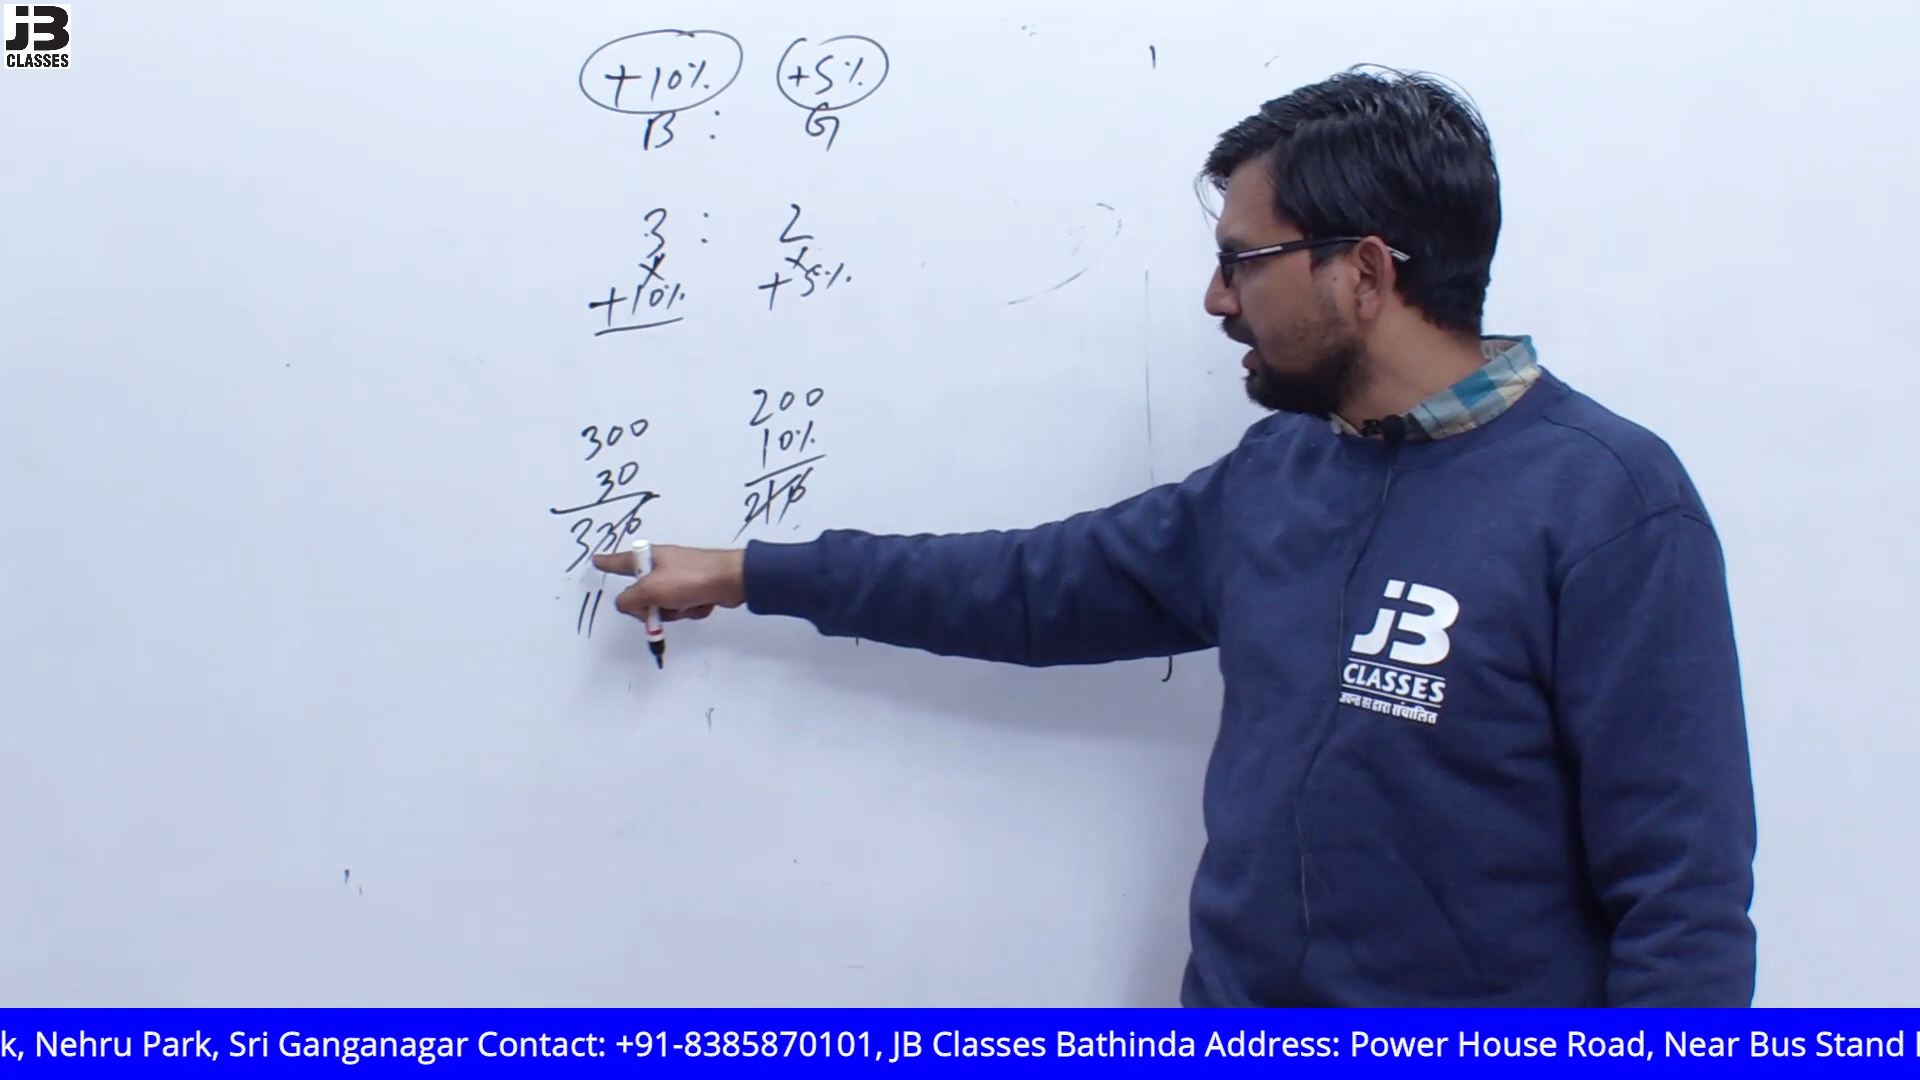 JB
CLASSES
+10% +5%
B : G
3 : 2
x x
+10% +5%
300 200
30 10%
330 210
11
JB
CLASSES
k, Nehru Park, Sri Ganganagar Contact: +91-8385870101, JB Classes Bathinda Address: Power House Road, Near Bus Stand